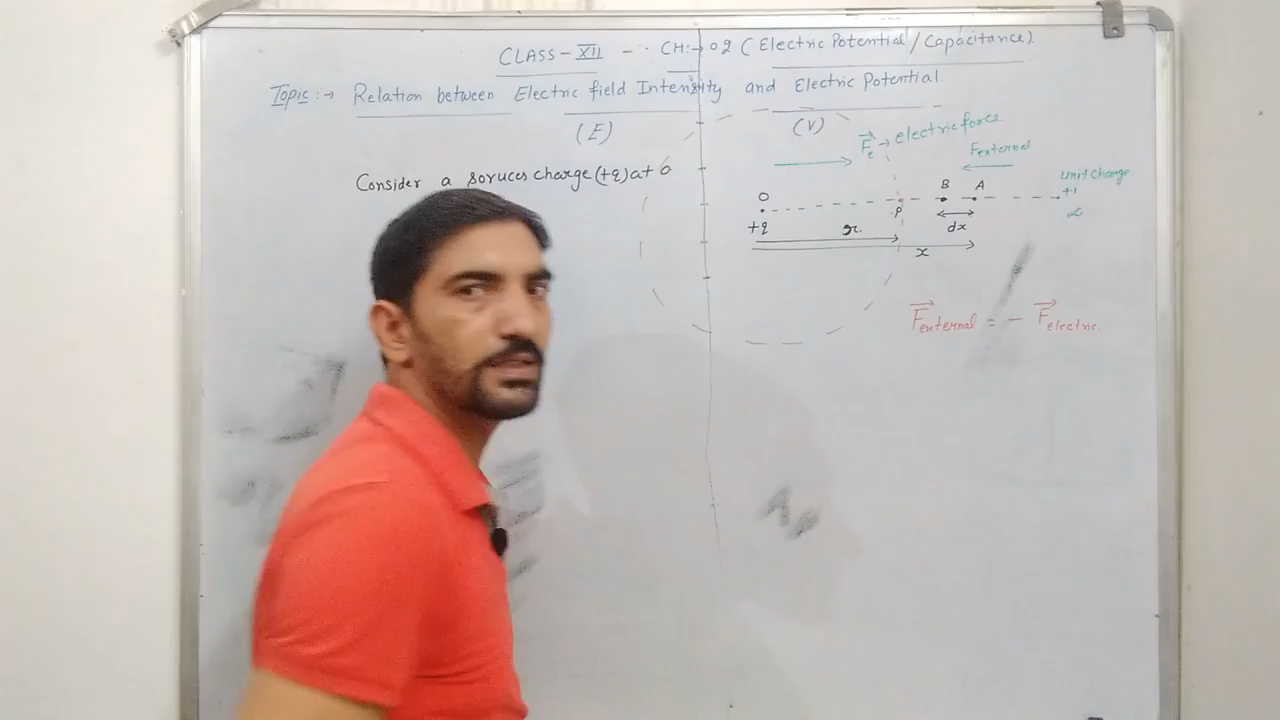 CLASS-XII - CH:→ 02 (Electric Potential/Capacitance)
Topic:→ Relation between Electric field Intensity and Electric Potential.
(E) (V)
Fe → electric force
Fexternal
Consider a soruces charge (+q) at O
Unit Charge
+1
∞
O P B A
+q r dx
x
Fexternal = - Felectric.